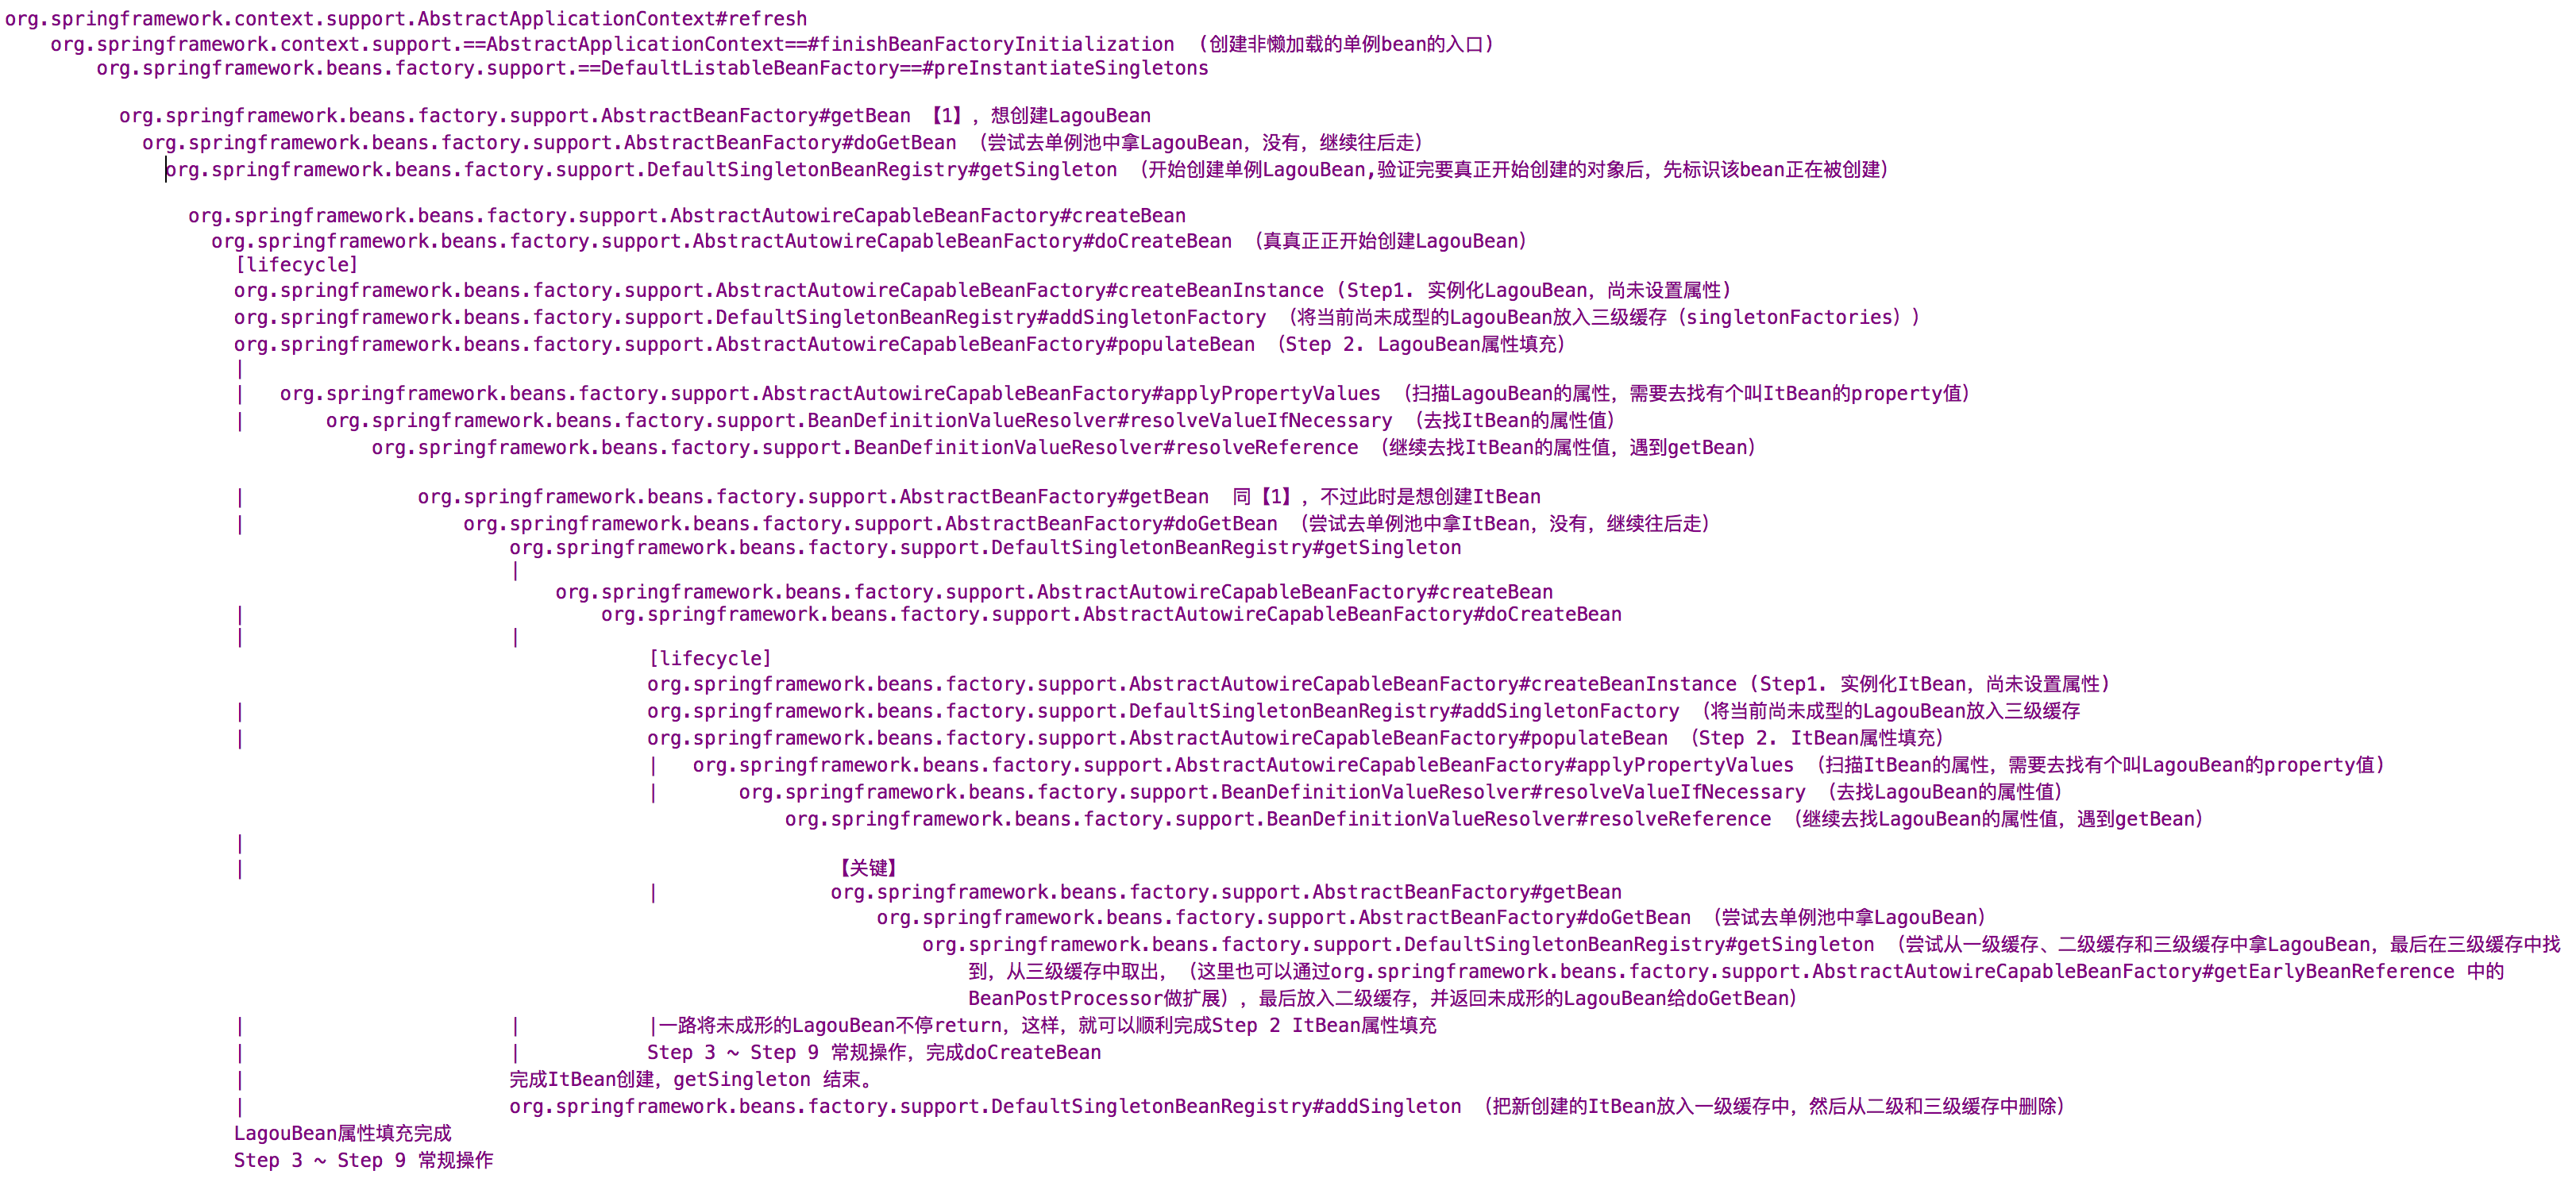 org.springframework.context.support.AbstractApplicationContext#refresh
org.springframework.context.support.==AbstractApplicationContext==#finishBeanFactoryInitialization (创建非懒加载的单例bean的入口)
org.springframework.beans.factory.support.==DefaultListableBeanFactory==#preInstantiateSingletons
org.springframework.beans.factory.support.AbstractBeanFactory#getBean 【1】，想创建LagouBean
org.springframework.beans.factory.support.AbstractBeanFactory#doGetBean （尝试去单例池中拿LagouBean，没有，继续往后走）
org.springframework.beans.factory.support.DefaultSingletonBeanRegistry#getSingleton （开始创建单例LagouBean,验证完要真正开始创建的对象后，先标识该bean正在被创建）
org.springframework.beans.factory.support.AbstractAutowireCapableBeanFactory#createBean
org.springframework.beans.factory.support.AbstractAutowireCapableBeanFactory#doCreateBean （真真正正开始创建LagouBean）
[lifecycle]
org.springframework.beans.factory.support.AbstractAutowireCapableBeanFactory#createBeanInstance (Step1. 实例化LagouBean，尚未设置属性)
org.springframework.beans.factory.support.DefaultSingletonBeanRegistry#addSingletonFactory （将当前尚未成型的LagouBean放入三级缓存（singletonFactories））
org.springframework.beans.factory.support.AbstractAutowireCapableBeanFactory#populateBean （Step 2. LagouBean属性填充）
|
| org.springframework.beans.factory.support.AbstractAutowireCapableBeanFactory#applyPropertyValues （扫描LagouBean的属性，需要去找有个叫ItBean的property值）
| org.springframework.beans.factory.support.BeanDefinitionValueResolver#resolveValueIfNecessary （去找ItBean的属性值）
org.springframework.beans.factory.support.BeanDefinitionValueResolver#resolveReference （继续去找ItBean的属性值，遇到getBean）
| org.springframework.beans.factory.support.AbstractBeanFactory#getBean 同【1】，不过此时是想创建ItBean
| org.springframework.beans.factory.support.AbstractBeanFactory#doGetBean （尝试去单例池中拿ItBean，没有，继续往后走）
org.springframework.beans.factory.support.DefaultSingletonBeanRegistry#getSingleton
|
org.springframework.beans.factory.support.AbstractAutowireCapableBeanFactory#createBean
| org.springframework.beans.factory.support.AbstractAutowireCapableBeanFactory#doCreateBean
| |
[lifecycle]
org.springframework.beans.factory.support.AbstractAutowireCapableBeanFactory#createBeanInstance (Step1. 实例化ItBean，尚未设置属性)
| org.springframework.beans.factory.support.DefaultSingletonBeanRegistry#addSingletonFactory （将当前尚未成型的LagouBean放入三级缓存
| org.springframework.beans.factory.support.AbstractAutowireCapableBeanFactory#populateBean （Step 2. ItBean属性填充）
| org.springframework.beans.factory.support.AbstractAutowireCapableBeanFactory#applyPropertyValues （扫描ItBean的属性，需要去找有个叫LagouBean的property值）
| org.springframework.beans.factory.support.BeanDefinitionValueResolver#resolveValueIfNecessary （去找LagouBean的属性值）
org.springframework.beans.factory.support.BeanDefinitionValueResolver#resolveReference （继续去找LagouBean的属性值，遇到getBean）
|
| 【关键】
| org.springframework.beans.factory.support.AbstractBeanFactory#getBean
org.springframework.beans.factory.support.AbstractBeanFactory#doGetBean （尝试去单例池中拿LagouBean）
org.springframework.beans.factory.support.DefaultSingletonBeanRegistry#getSingleton （尝试从一级缓存、二级缓存和三级缓存中拿LagouBean，最后在三级缓存中找
到，从三级缓存中取出，（这里也可以通过org.springframework.beans.factory.support.AbstractAutowireCapableBeanFactory#getEarlyBeanReference 中的
BeanPostProcessor做扩展），最后放入二级缓存，并返回未成形的LagouBean给doGetBean）
| | |一路将未成形的LagouBean不停return，这样，就可以顺利完成Step 2 ItBean属性填充
| | Step 3 ~ Step 9 常规操作，完成doCreateBean
| 完成ItBean创建，getSingleton 结束。
| org.springframework.beans.factory.support.DefaultSingletonBeanRegistry#addSingleton （把新创建的ItBean放入一级缓存中，然后从二级和三级缓存中删除）
LagouBean属性填充完成
Step 3 ~ Step 9 常规操作